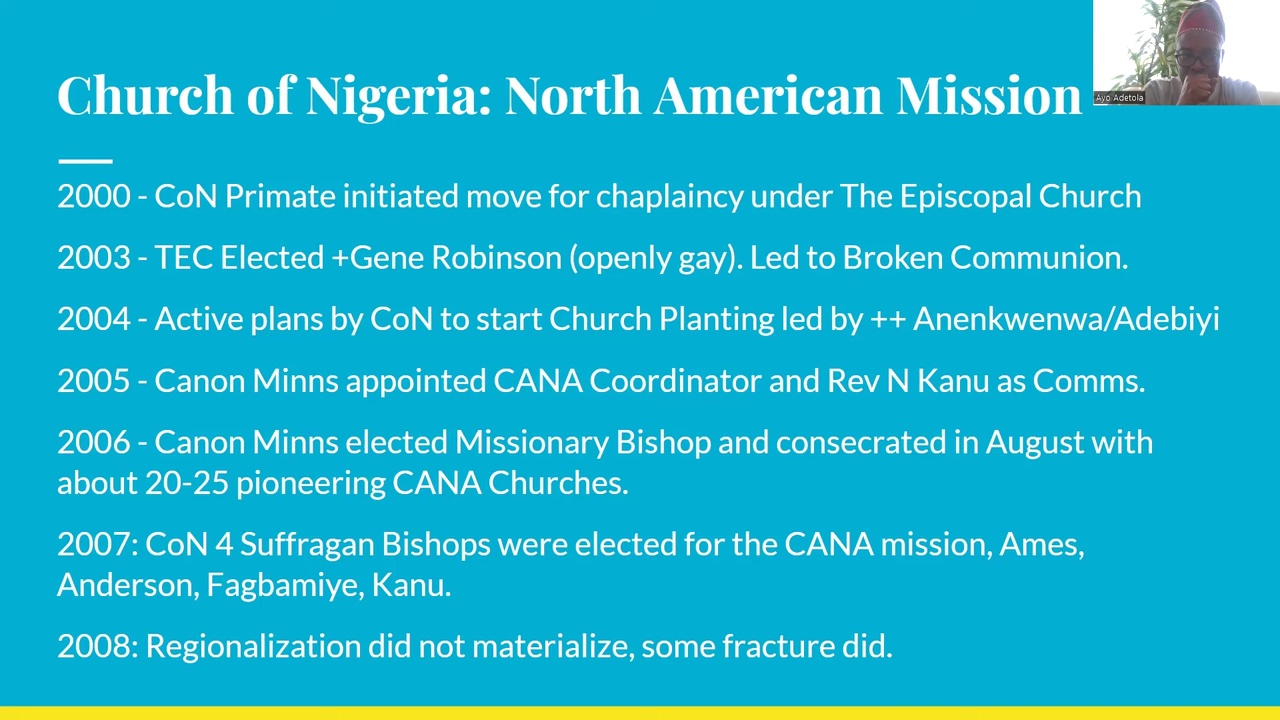 Church of Nigeria: North American Mission
Ayo Adetola
2000 - CoN Primate initiated move for chaplaincy under The Episcopal Church
2003 - TEC Elected +Gene Robinson (openly gay). Led to Broken Communion.
2004 - Active plans by CoN to start Church Planting led by ++ Anenkwenwa/Adebiyi
2005 - Canon Minns appointed CANA Coordinator and Rev N Kanu as Comms.
2006 - Canon Minns elected Missionary Bishop and consecrated in August with
about 20-25 pioneering CANA Churches.
2007: CoN 4 Suffragan Bishops were elected for the CANA mission, Ames,
Anderson, Fagbamiye, Kanu.
2008: Regionalization did not materialize, some fracture did.